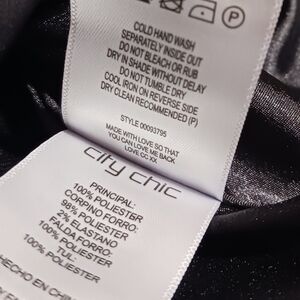 COLD HAND WASH
SEPARATELY INSIDE OUT
DO NOT BLEACH OR RUB
DRY IN SHADE WITHOUT DELAY
DO NOT TUMBLE DRY
COOL IRON ON REVERSE SIDE
DRY CLEAN RECOMMENDED (P)
STYLE 00093795
MADE WITH LOVE SO THAT
YOU CAN LOVE ME BACK
LOVE CC XX
city chic
PRINCIPAL:
100% POLIESTER
CORPINO FORRO:
98% POLIESTER
2% ELASTANO
FALDA FORRO:
100% POLIESTER
TUL:
100% POLIESTER
HECHO EN CHIN